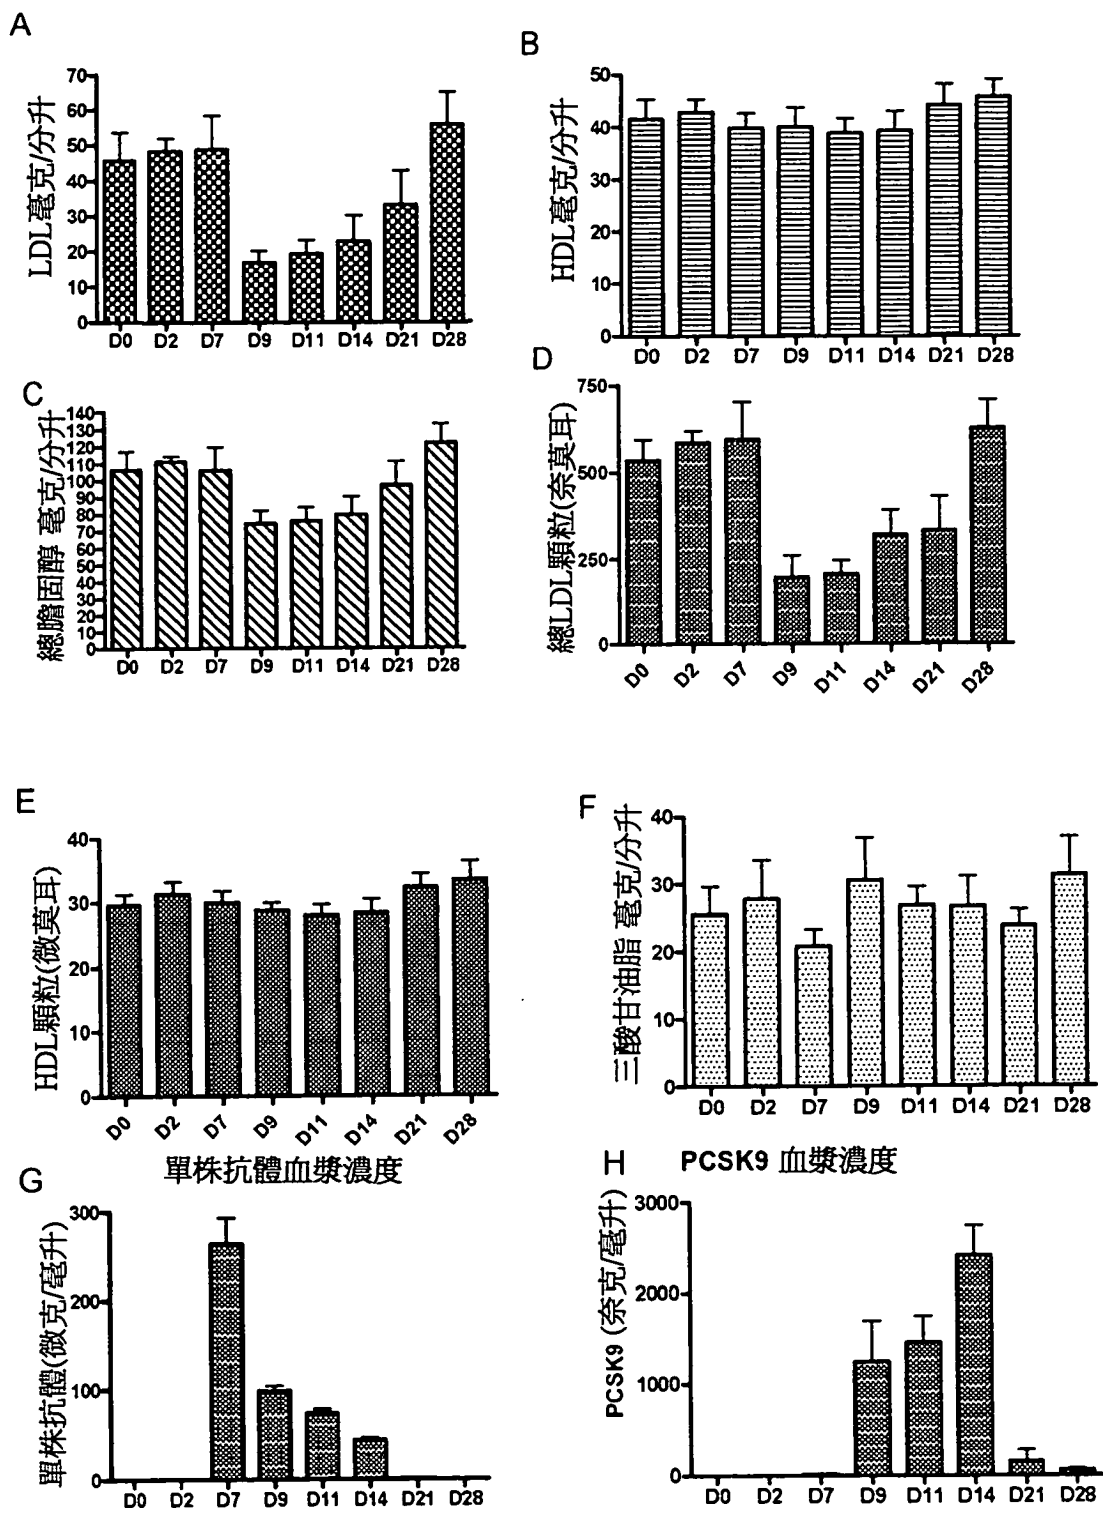 A
LDL毫克/分升
70
60
50
40
30
20
10
0
D0 D2 D7 D9 D11 D14 D21 D28
B
HDL毫克/分升
50
40
30
20
10
0
D0 D2 D7 D9 D11 D14 D21 D28
C
總膽固醇 毫克/分升
140
130
120
110
100
90
80
70
60
50
40
30
20
10
0
D0 D2 D7 D9 D11 D14 D21 D28
D
總LDL顆粒(奈莫耳)
750
500
250
0
D0 D2 D7 D9 D11 D14 D21 D28
E
HDL顆粒(微莫耳)
40
30
20
10
0
D0 D2 D7 D9 D11 D14 D21 D28
F
三酸甘油脂 毫克/分升
40
30
20
10
0
D0 D2 D7 D9 D11 D14 D21 D28
G
單株抗體血漿濃度
單株抗體(微克/毫升)
300
200
100
0
D0 D2 D7 D9 D11 D14 D21 D28
H
PCSK9 血漿濃度
PCSK9 (奈克/毫升)
3000
2000
1000
0
D0 D2 D7 D9 D11 D14 D21 D28